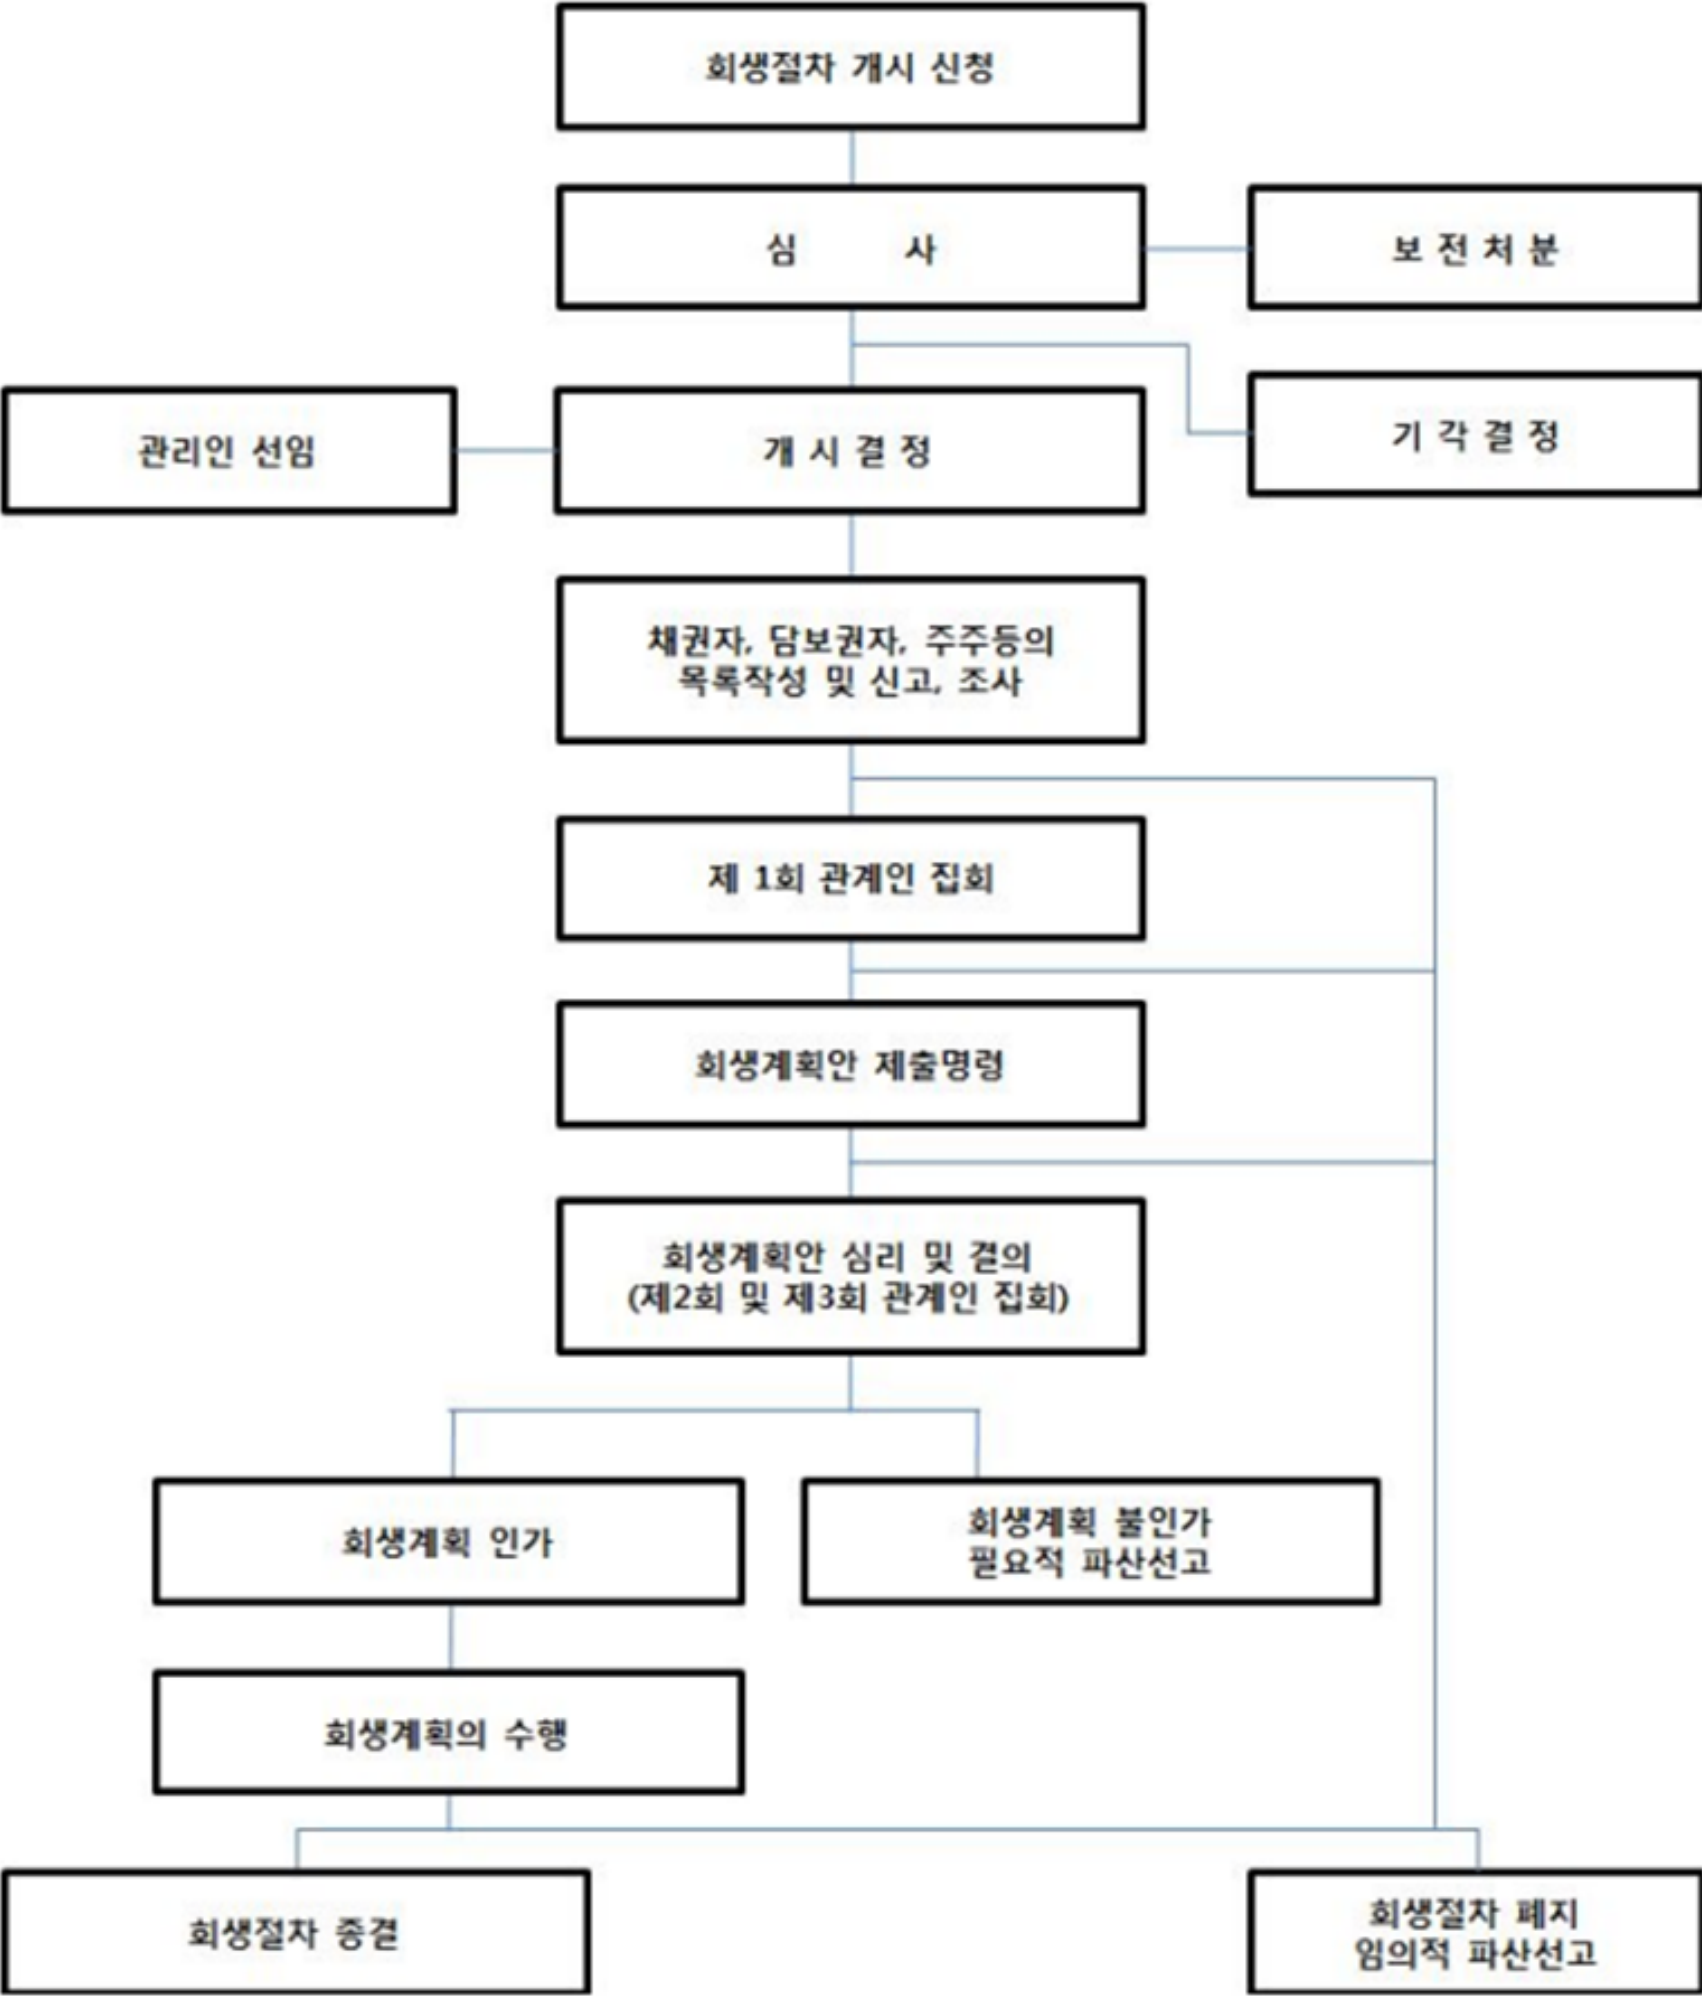 회생절차 개시 신청
심 사
보 전 처 분
관리인 선임
개 시 결 정
기 각 결 정
채권자, 담보권자, 주주등의
목록작성 및 신고, 조사
제 1회 관계인 집회
회생계획안 제출명령
회생계획안 심리 및 결의
(제2회 및 제3회 관계인 집회)
회생계획 인가
회생계획 불인가
필요적 파산선고
회생계획의 수행
회생절차 종결
회생절차 폐지
임의적 파산선고